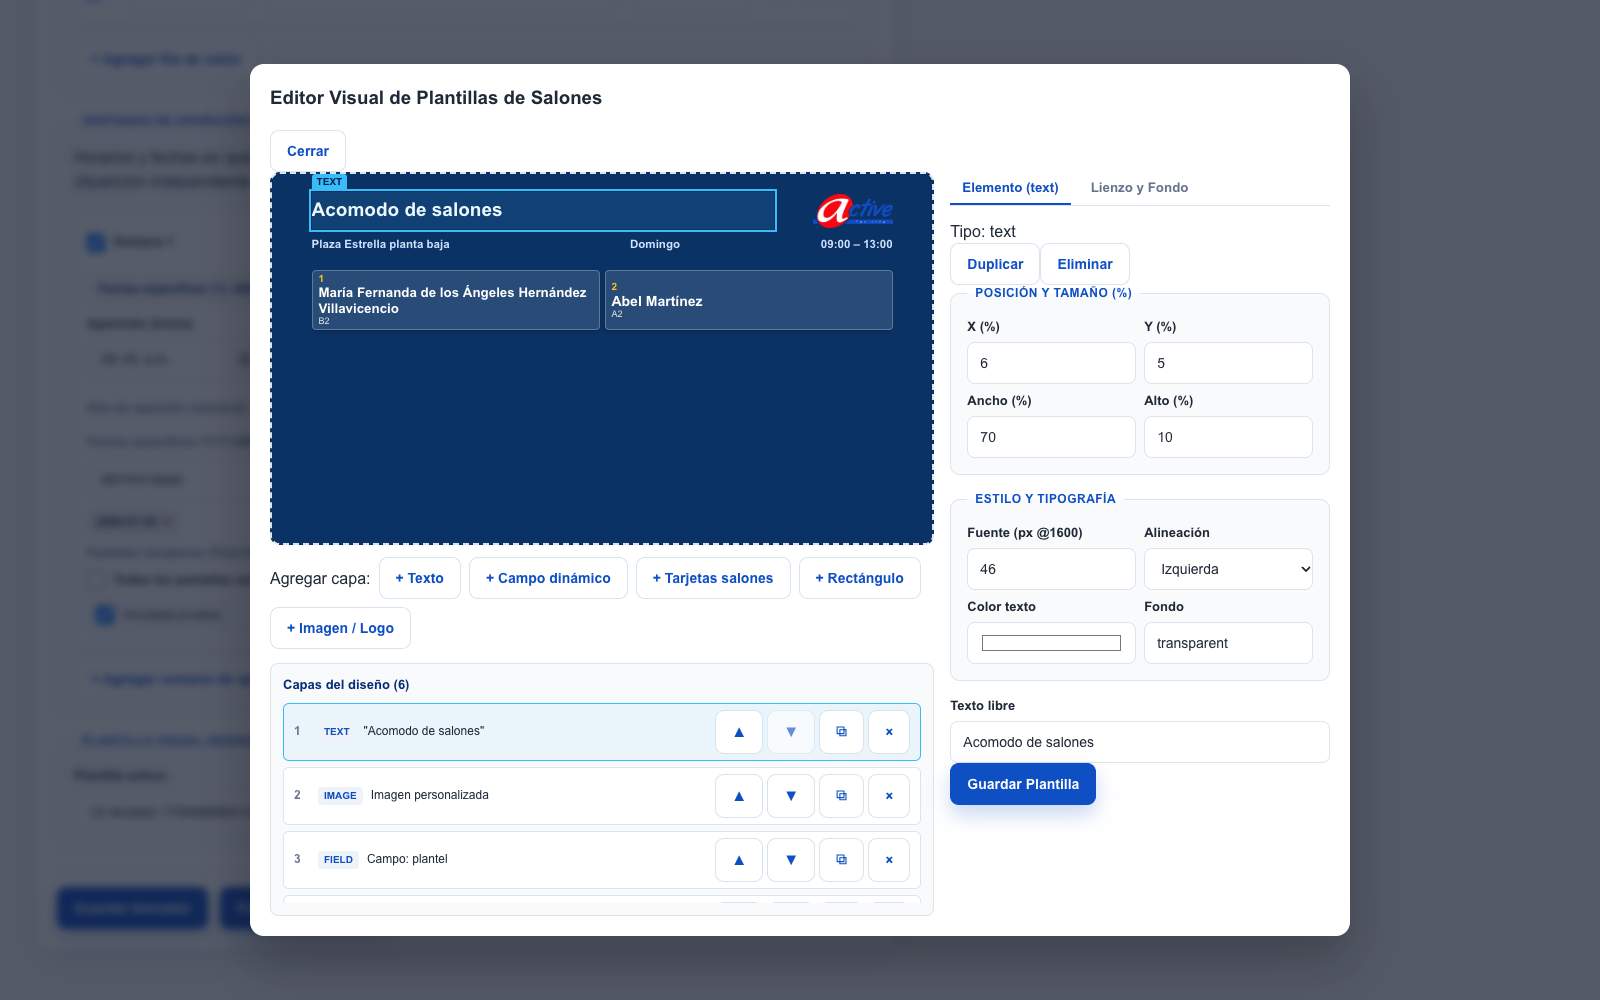 Editor Visual de Plantillas de Salones
Cerrar
TEXT
Acomodo de salones
active
Plaza Estrella planta baja
Domingo
09:00 – 13:00
1
María Fernanda de los Ángeles Hernández
Villavicencio
B2
2
Abel Martínez
A2
Agregar capa:
+ Texto
+ Campo dinámico
+ Tarjetas salones
+ Rectángulo
+ Imagen / Logo
Capas del diseño (6)
1 TEXT "Acomodo de salones" ▲ ▼ ⧉ ×
2 IMAGE Imagen personalizada ▲ ▼ ⧉ ×
3 FIELD Campo: plantel ▲ ▼ ⧉ ×
Elemento (text)
Lienzo y Fondo
Tipo: text
Duplicar
Eliminar
POSICIÓN Y TAMAÑO (%)
X (%)
Y (%)
6
5
Ancho (%)
Alto (%)
70
10
ESTILO Y TIPOGRAFÍA
Fuente (px @1600)
Alineación
46
Izquierda
Color texto
Fondo
transparent
Texto libre
Acomodo de salones
Guardar Plantilla